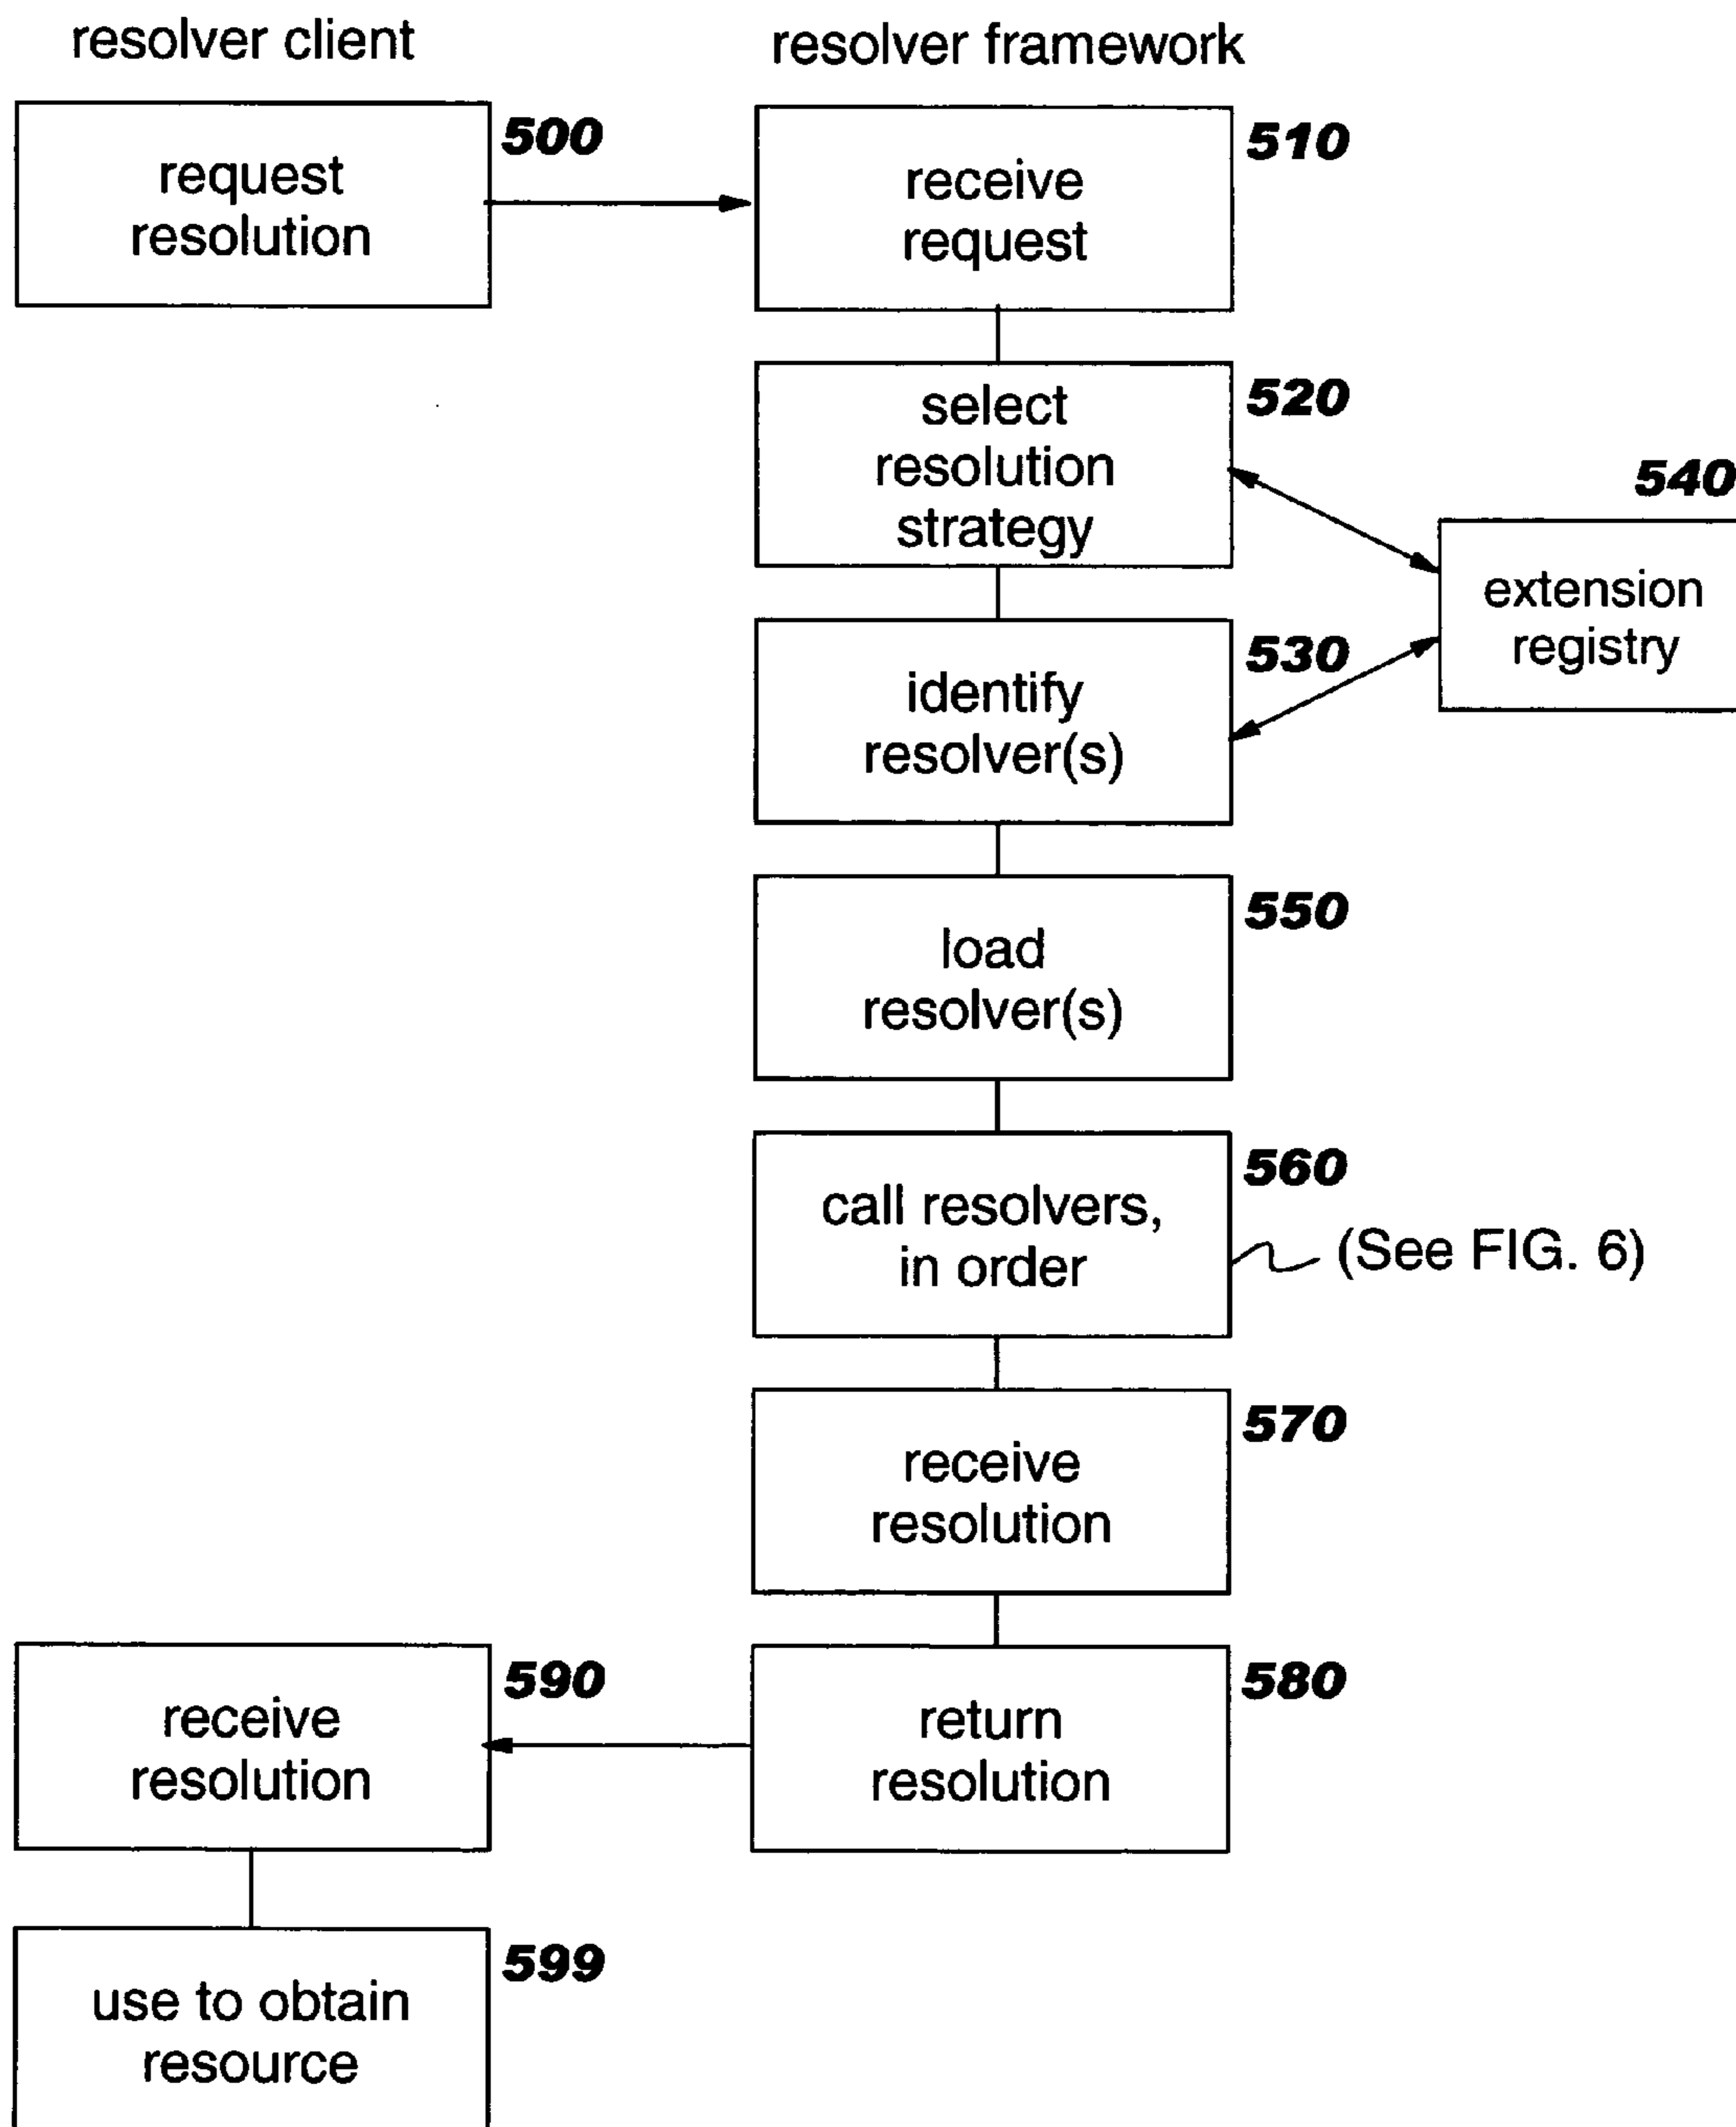 resolver client
resolver framework
500
request
resolution
510
receive
request
520
select
resolution
strategy
540
extension
registry
530
identify
resolver(s)
550
load
resolver(s)
560
call resolvers,
in order
(See FIG. 6)
570
receive
resolution
580
return
resolution
590
receive
resolution
599
use to obtain
resource